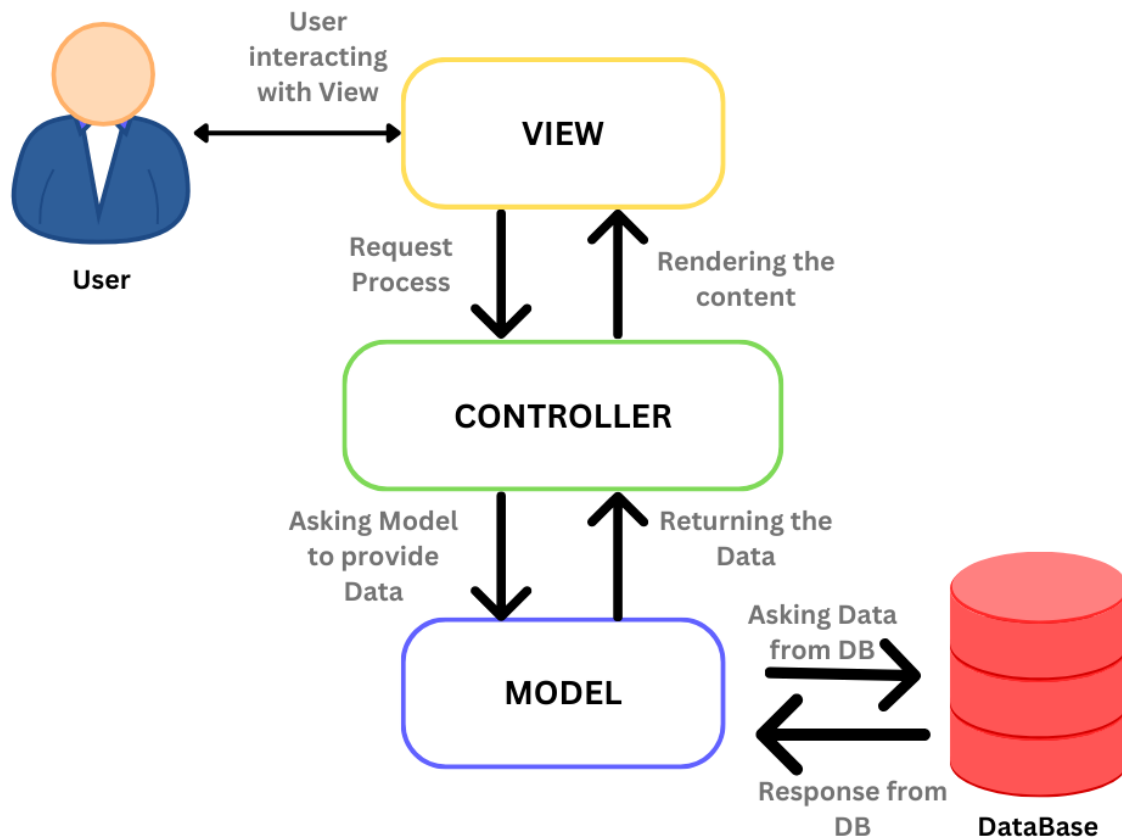 User
interacting
with View
VIEW
User
Request
Process
Rendering the
content
CONTROLLER
Asking Model
to provide
Data
Returning the
Data
Asking Data
from DB
MODEL
Response from
DB
DataBase